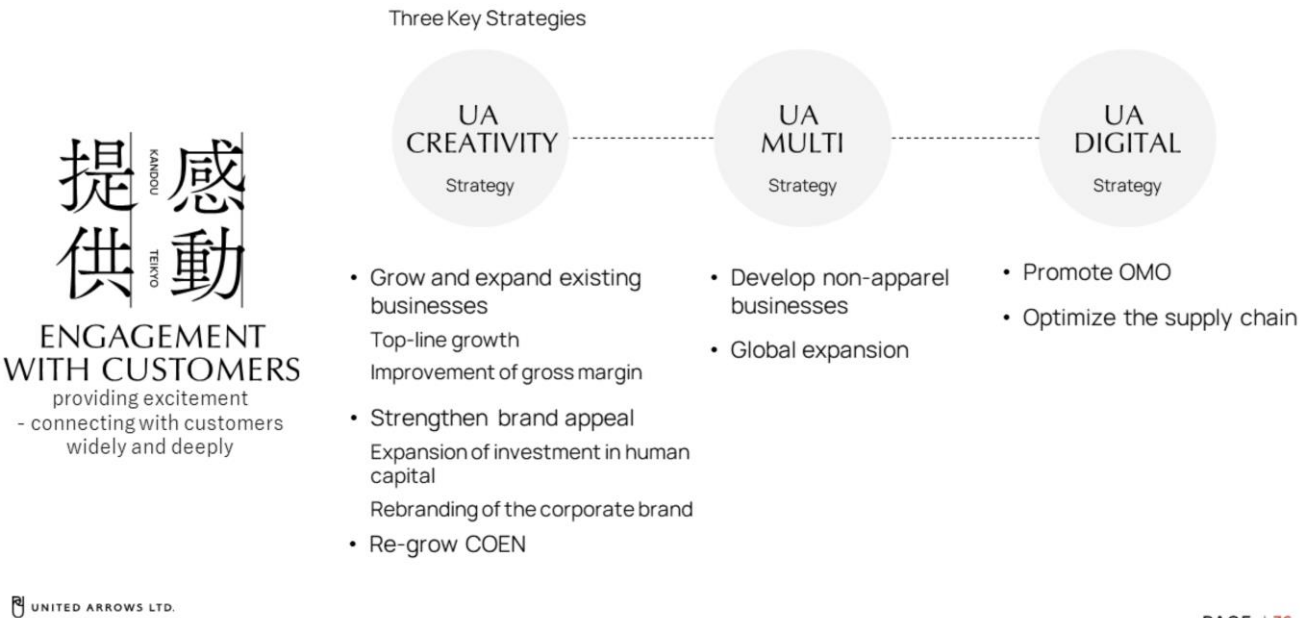 Three Key Strategies
感動
提供
KANDOU
TEIKYO
ENGAGEMENT
WITH CUSTOMERS
providing excitement
- connecting with customers
widely and deeply
UA
CREATIVITY
Strategy
• Grow and expand existing
businesses
Top-line growth
Improvement of gross margin
• Strengthen brand appeal
Expansion of investment in human
capital
Rebranding of the corporate brand
• Re-grow COEN
UA
MULTI
Strategy
• Develop non-apparel
businesses
• Global expansion
UA
DIGITAL
Strategy
• Promote OMO
• Optimize the supply chain
UNITED ARROWS LTD.